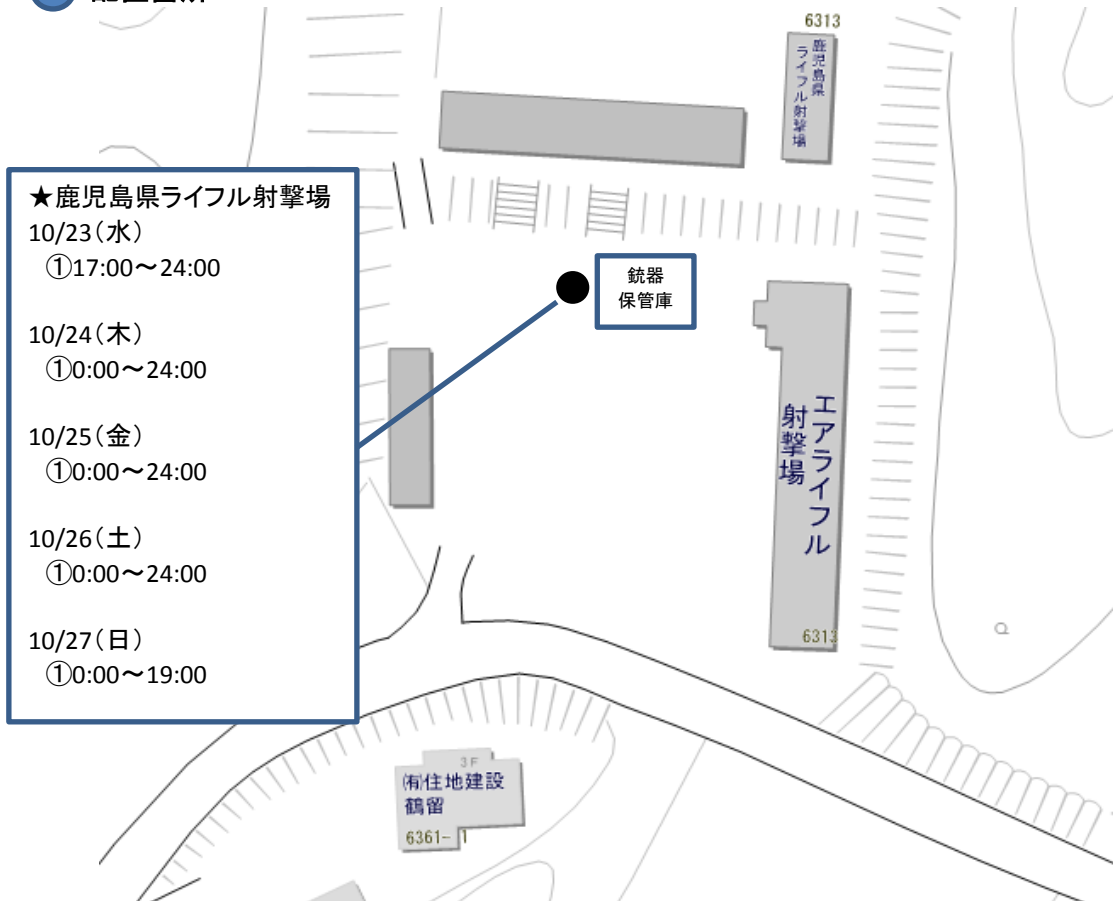 6313
鹿児島県
ライフル射撃場
★鹿児島県ライフル射撃場
10/23(水)
①17:00～24:00
10/24(木)
①0:00～24:00
10/25(金)
①0:00～24:00
10/26(土)
①0:00～24:00
10/27(日)
①0:00～19:00
銃器
保管庫
エアライフル
射撃場
6313
3F
㈲住地建設
鶴留
6361-1